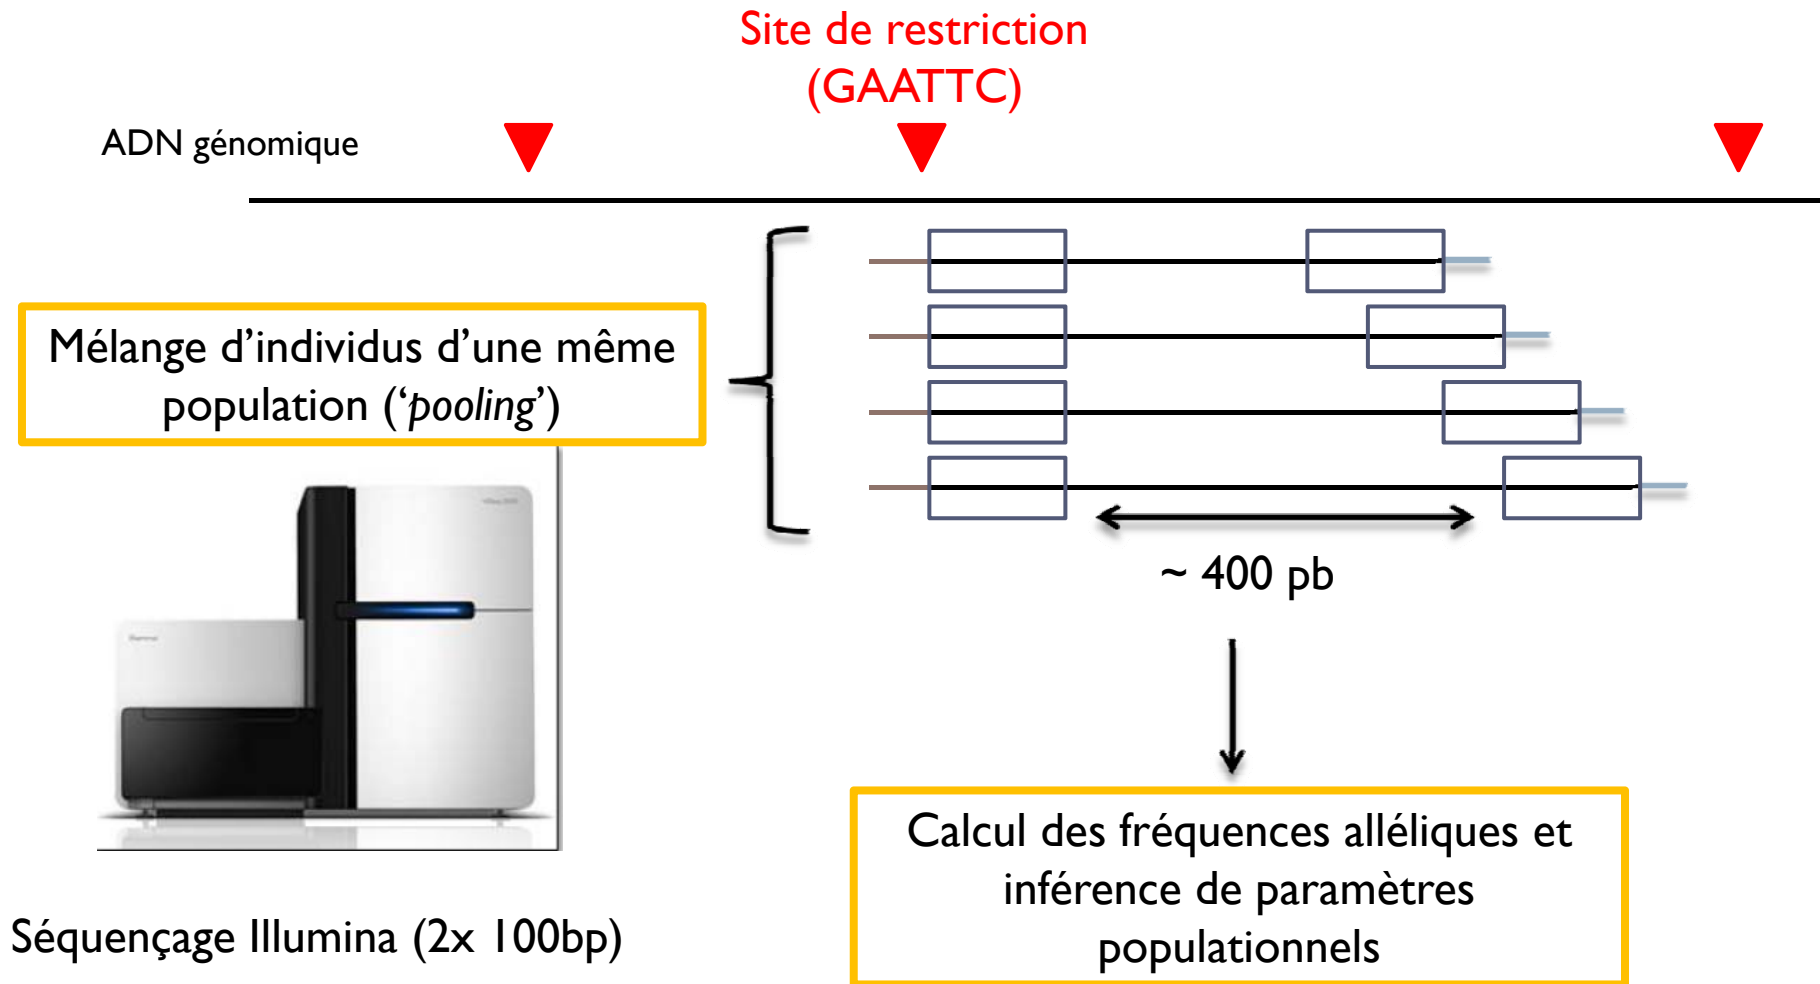 Site de restriction
(GAATTC)
ADN génomique
Mélange d'individus d'une même
population (‘pooling’)
~ 400 pb
Calcul des fréquences alléliques et
inférence de paramètres
populationnels
Séquençage Illumina (2x 100bp)